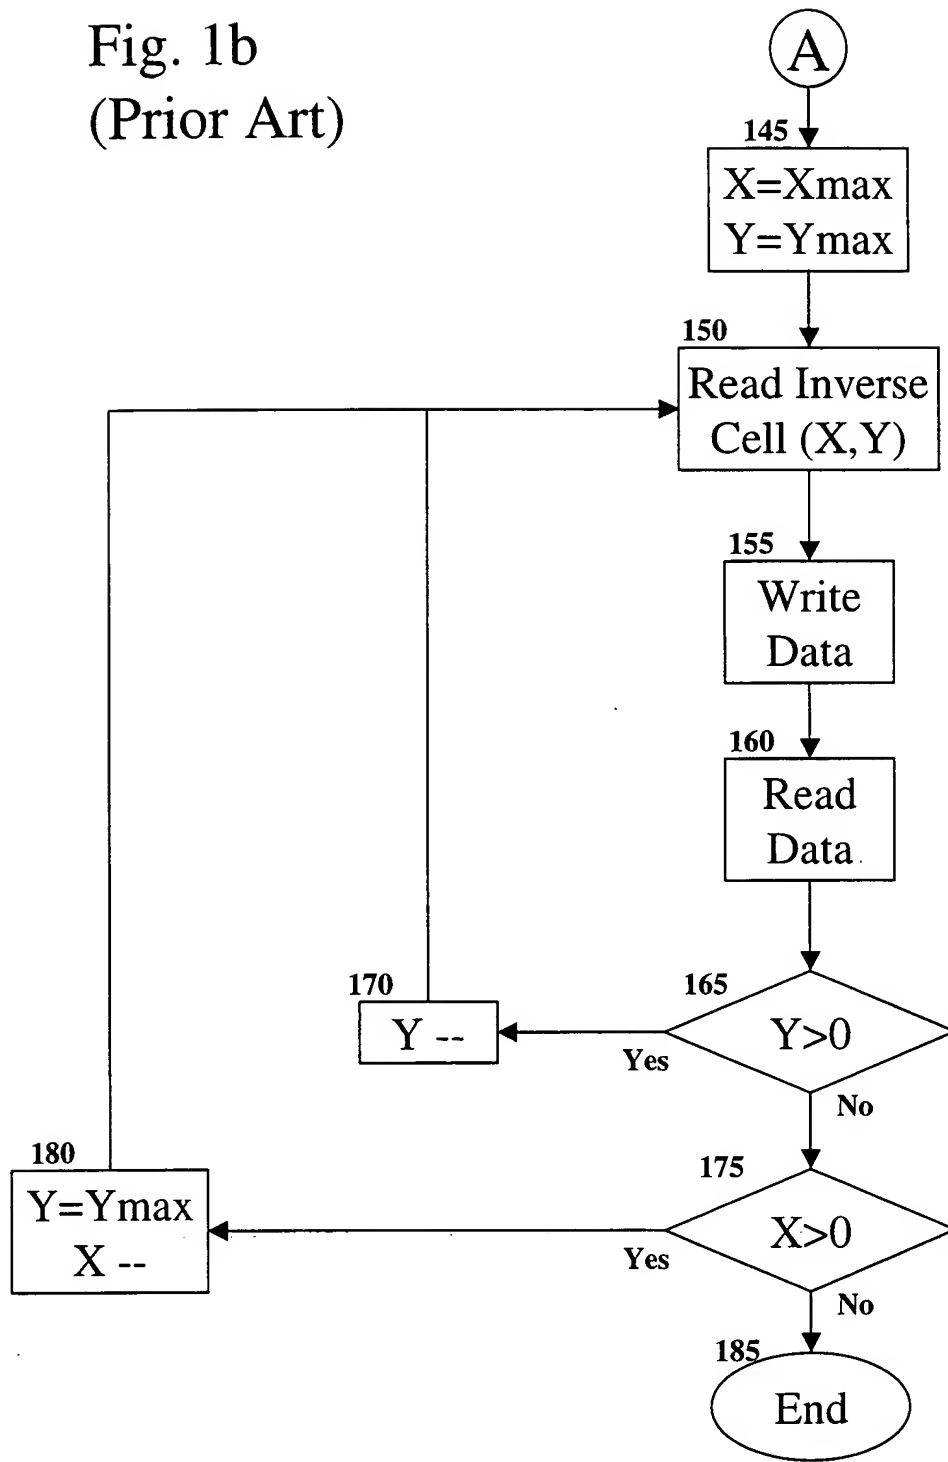 Fig. 1b
(Prior Art)
A
145
X=Xmax
Y=Ymax
150
Read Inverse
Cell (X,Y)
155
Write
Data
160
Read
Data
165
Y>0
Yes
No
170
Y --
175
X>0
Yes
No
180
Y=Ymax
X --
185
End